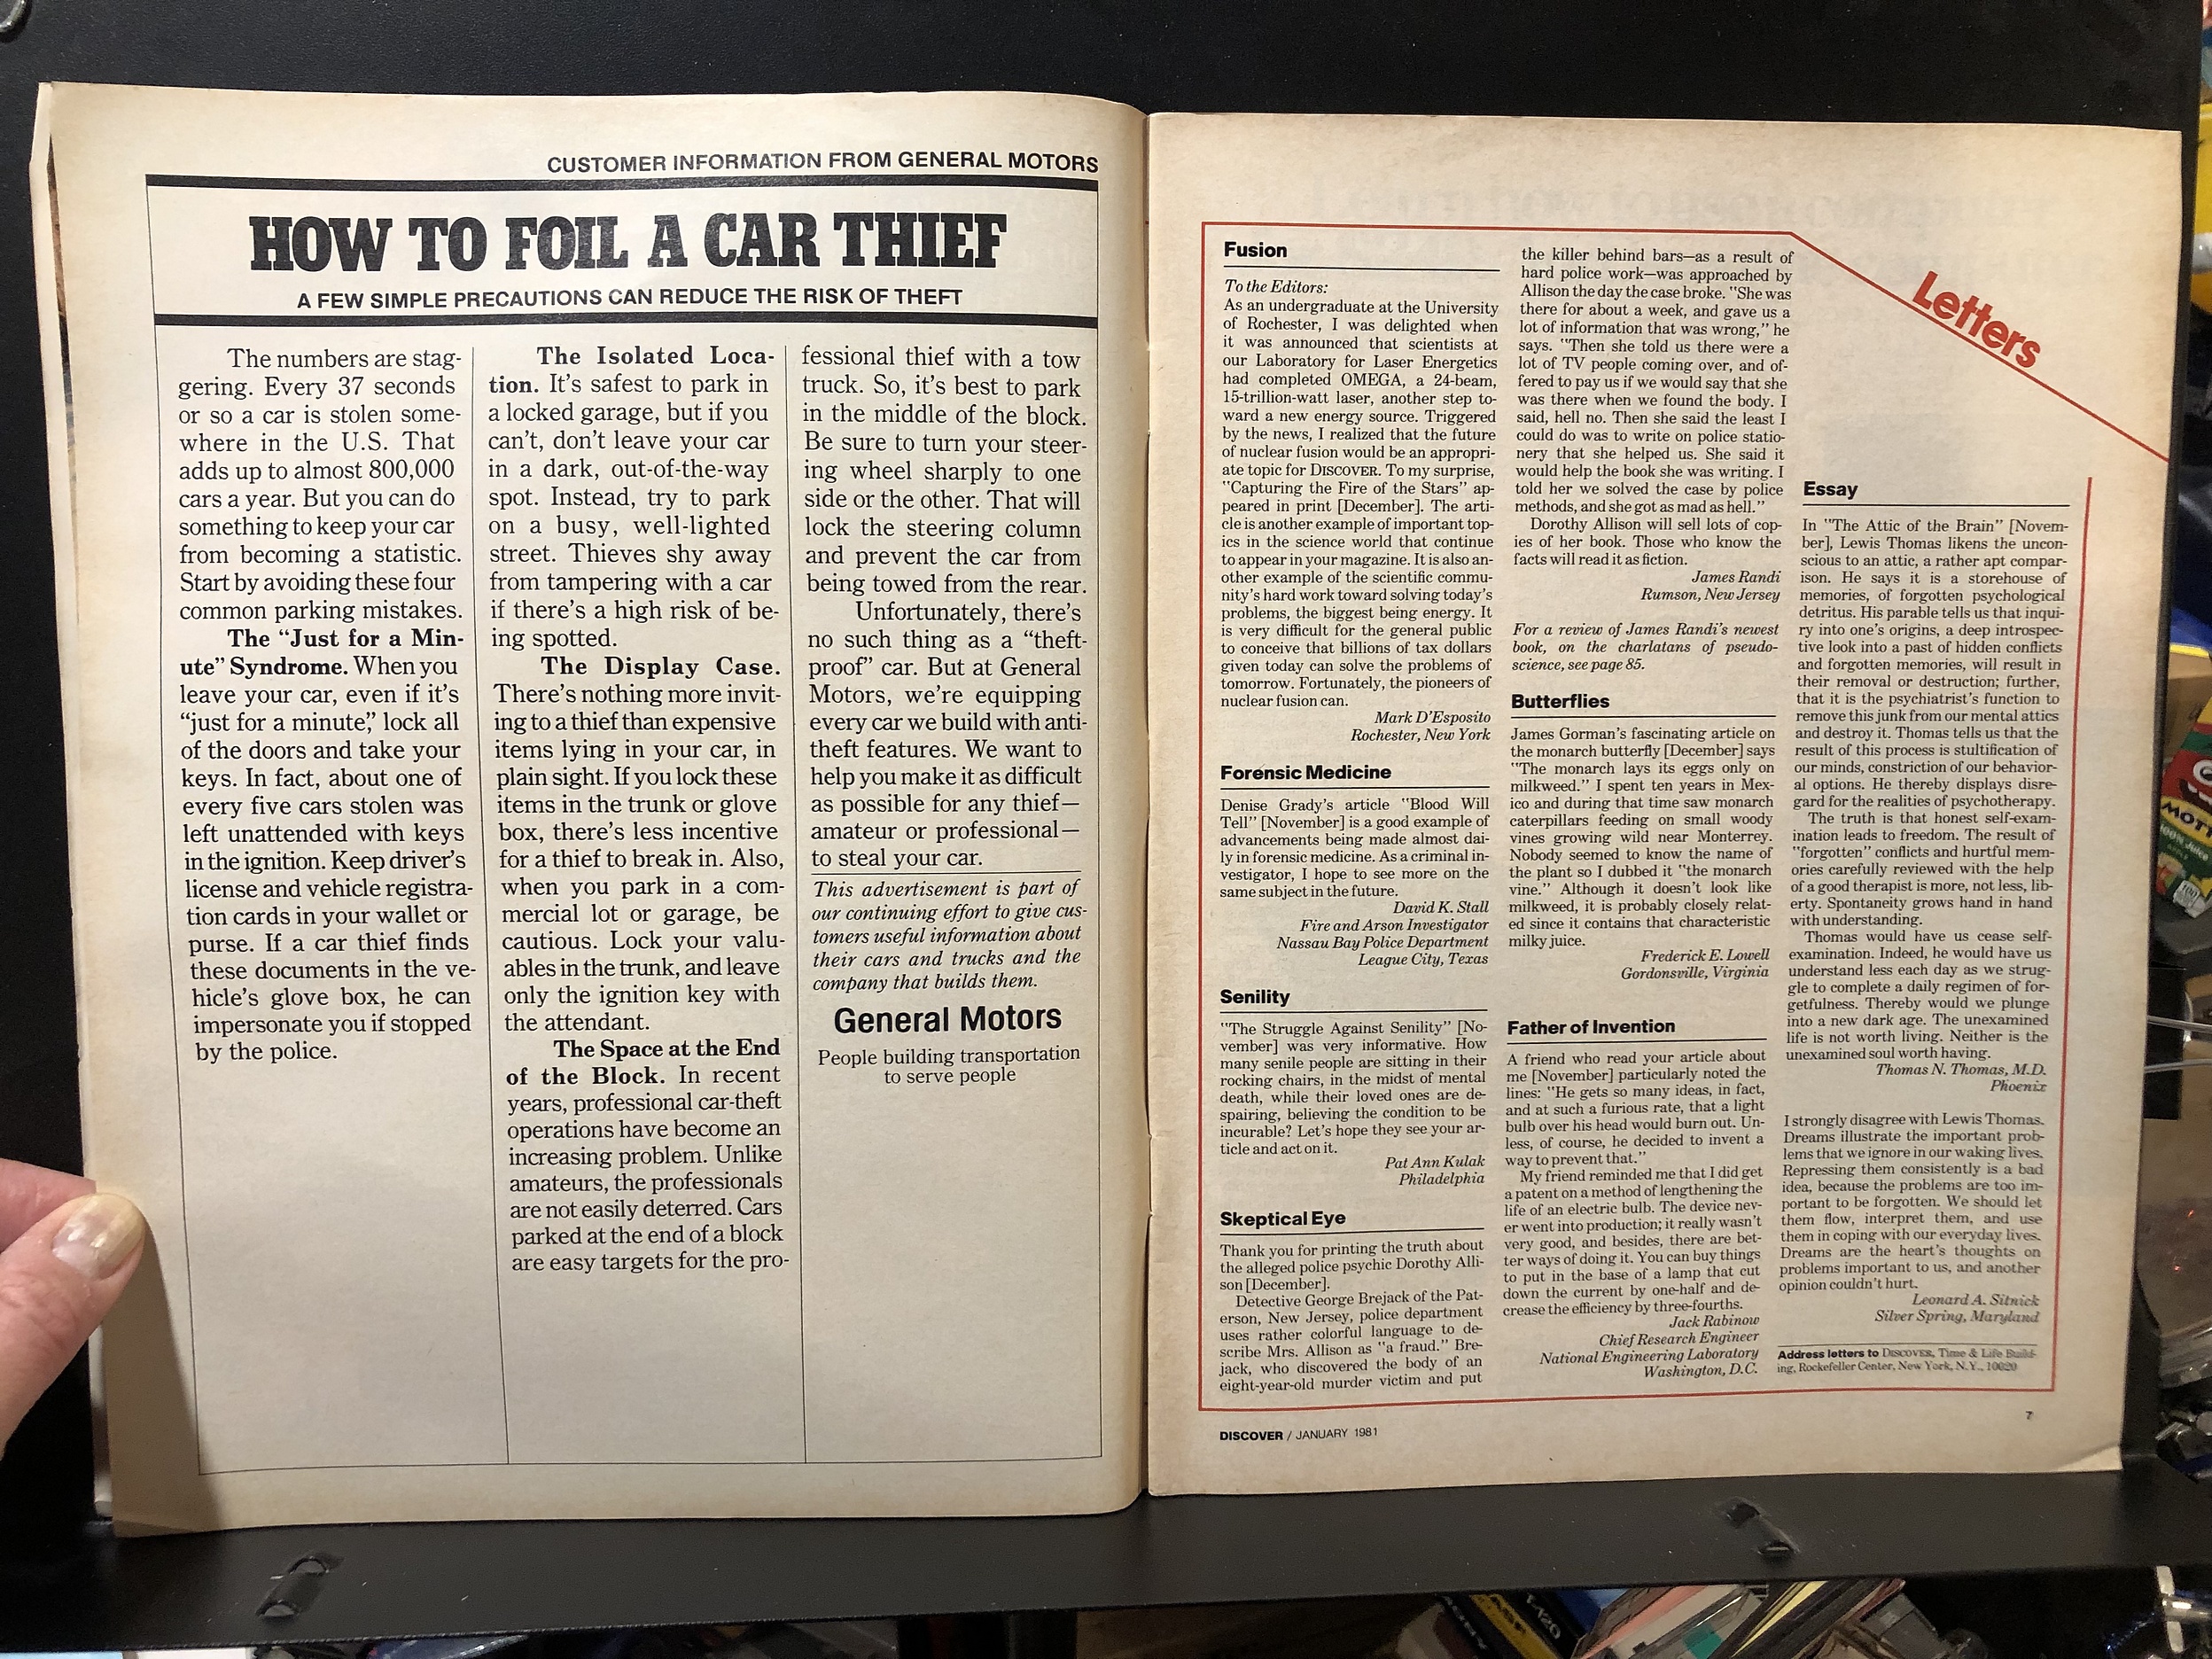 CUSTOMER INFORMATION FROM GENERAL MOTORS
HOW TO FOIL A CAR THIEF
A FEW SIMPLE PRECAUTIONS CAN REDUCE THE RISK OF THEFT
The numbers are stag-
gering. Every 37 seconds
or so a car is stolen some-
where in the U.S. That
adds up to almost 800,000
cars a year. But you can do
something to keep your car
from becoming a statistic.
Start by avoiding these four
common parking mistakes.
The “Just for a Min-
ute” Syndrome. When you
leave your car, even if it’s
“just for a minute,” lock all
of the doors and take your
keys. In fact, about one of
every five cars stolen was
left unattended with keys
in the ignition. Keep driver’s
license and vehicle registra-
tion cards in your wallet or
purse. If a car thief finds
these documents in the ve-
hicle’s glove box, he can
impersonate you if stopped
by the police.
The Isolated Loca-
tion. It’s safest to park in
a locked garage, but if you
can’t, don’t leave your car
in a dark, out-of-the-way
spot. Instead, try to park
on a busy, well-lighted
street. Thieves shy away
from tampering with a car
if there’s a high risk of be-
ing spotted.
The Display Case.
There’s nothing more invit-
ing to a thief than expensive
items lying in your car, in
plain sight. If you lock these
items in the trunk or glove
box, there’s less incentive
for a thief to break in. Also,
when you park in a com-
mercial lot or garage, be
cautious. Lock your valu-
ables in the trunk, and leave
only the ignition key with
the attendant.
The Space at the End
of the Block. In recent
years, professional car-theft
operations have become an
increasing problem. Unlike
amateurs, the professionals
are not easily deterred. Cars
parked at the end of a block
are easy targets for the pro-
fessional thief with a tow
truck. So, it’s best to park
in the middle of the block.
Be sure to turn your steer-
ing wheel sharply to one
side or the other. That will
lock the steering column
and prevent the car from
being towed from the rear.
Unfortunately, there’s
no such thing as a “theft-
proof” car. But at General
Motors, we’re equipping
every car we build with anti-
theft features. We want to
help you make it as difficult
as possible for any thief—
amateur or professional—
to steal your car.
This advertisement is part of
our continuing effort to give cus-
tomers useful information about
their cars and trucks and the
company that builds them.
General Motors
People building transportation
to serve people
Letters
Fusion
To the Editors:
As an undergraduate at the University
of Rochester, I was delighted when
it was announced that scientists at
our Laboratory for Laser Energetics
had completed OMEGA, a 24-beam,
15-trillion-watt laser, another step to-
ward a new energy source. Triggered
by the news, I realized that the future
of nuclear fusion would be an appropri-
ate topic for DISCOVER. To my surprise,
"Capturing the Fire of the Stars" ap-
peared in print [December]. The arti-
cle is another example of important top-
ics in the science world that continue
to appear in your magazine. It is also an-
other example of the scientific commu-
nity's hard work toward solving today's
problems, the biggest being energy. It
is very difficult for the general public
to conceive that billions of tax dollars
given today can solve the problems of
tomorrow. Fortunately, the pioneers of
nuclear fusion can.
Mark D'Esposito
Rochester, New York
Forensic Medicine
Denise Grady's article "Blood Will
Tell" [November] is a good example of
advancements being made almost dai-
ly in forensic medicine. As a criminal in-
vestigator, I hope to see more on the
same subject in the future.
David K. Stall
Fire and Arson Investigator
Nassau Bay Police Department
League City, Texas
Senility
"The Struggle Against Senility" [No-
vember] was very informative. How
many senile people are sitting in their
rocking chairs, in the midst of mental
death, while their loved ones are de-
spairing, believing the condition to be
incurable? Let's hope they see your ar-
ticle and act on it.
Pat Ann Kulak
Philadelphia
Skeptical Eye
Thank you for printing the truth about
the alleged police psychic Dorothy Alli-
son [December].
Detective George Brejack of the Pat-
erson, New Jersey, police department
uses rather colorful language to de-
scribe Mrs. Allison as "a fraud." Bre-
jack, who discovered the body of an
eight-year-old murder victim and put
the killer behind bars—as a result of
hard police work—was approached by
Allison the day the case broke. "She was
there for about a week, and gave us a
lot of information that was wrong," he
says. "Then she told us there were a
lot of TV people coming over, and of-
fered to pay us if we would say that she
was there when we found the body. I
said, hell no. Then she said the least I
could do was to write on police statio-
nery that she helped us. She said it
would help the book she was writing. I
told her we solved the case by police
methods, and she got as mad as hell."
Dorothy Allison will sell lots of cop-
ies of her book. Those who know the
facts will read it as fiction.
James Randi
Rumson, New Jersey
For a review of James Randi's newest
book, on the charlatans of pseudo-
science, see page 85.
Butterflies
James Gorman's fascinating article on
the monarch butterfly [December] says
"The monarch lays its eggs only on
milkweed." I spent ten years in Mex-
ico and during that time saw monarch
caterpillars feeding on small woody
vines growing wild near Monterrey.
Nobody seemed to know the name of
the plant so I dubbed it "the monarch
vine." Although it doesn't look like
milkweed, it is probably closely relat-
ed since it contains that characteristic
milky juice.
Frederick E. Lowell
Gordonsville, Virginia
Father of Invention
A friend who read your article about
me [November] particularly noted the
lines: "He gets so many ideas, in fact,
and at such a furious rate, that a light
bulb over his head would burn out. Un-
less, of course, he decided to invent a
way to prevent that."
My friend reminded me that I did get
a patent on a method of lengthening the
life of an electric bulb. The device nev-
er went into production; it really wasn't
very good, and besides, there are bet-
ter ways of doing it. You can buy things
to put in the base of a lamp that cut
down the current by one-half and de-
crease the efficiency by three-fourths.
Jack Rabinow
Chief Research Engineer
National Engineering Laboratory
Washington, D.C.
Essay
In "The Attic of the Brain" [Novem-
ber], Lewis Thomas likens the uncon-
scious to an attic, a rather apt compar-
ison. He says it is a storehouse of
memories, of forgotten psychological
detritus. His parable tells us that inqui-
ry into one's origins, a deep introspec-
tive look into a past of hidden conflicts
and forgotten memories, will result in
their removal or destruction; further,
that it is the psychiatrist's function to
remove this junk from our mental attics
and destroy it. Thomas tells us that the
result of this process is stultification of
our minds, constriction of our behavior-
al options. He thereby displays disre-
gard for the realities of psychotherapy.
The truth is that honest self-exam-
ination leads to freedom. The result of
"forgotten" conflicts and hurtful mem-
ories carefully reviewed with the help
of a good therapist is more, not less, lib-
erty. Spontaneity grows hand in hand
with understanding.
Thomas would have us cease self-
examination. Indeed, he would have us
understand less each day as we strug-
gle to complete a daily regimen of for-
getfulness. Thereby would we plunge
into a new dark age. The unexamined
life is not worth living. Neither is the
unexamined soul worth having.
Thomas N. Thomas, M.D.
Phoenix
I strongly disagree with Lewis Thomas.
Dreams illustrate the important prob-
lems that we ignore in our waking lives.
Repressing them consistently is a bad
idea, because the problems are too im-
portant to be forgotten. We should let
them flow, interpret them, and use
them in coping with our everyday lives.
Dreams are the heart's thoughts on
problems important to us, and another
opinion couldn't hurt.
Leonard A. Sitnick
Silver Spring, Maryland
Address letters to DISCOVER, Time & Life Build-
ing, Rockefeller Center, New York, N.Y., 10020
DISCOVER / JANUARY 1981
7
MOTT
100% Juice
T-120